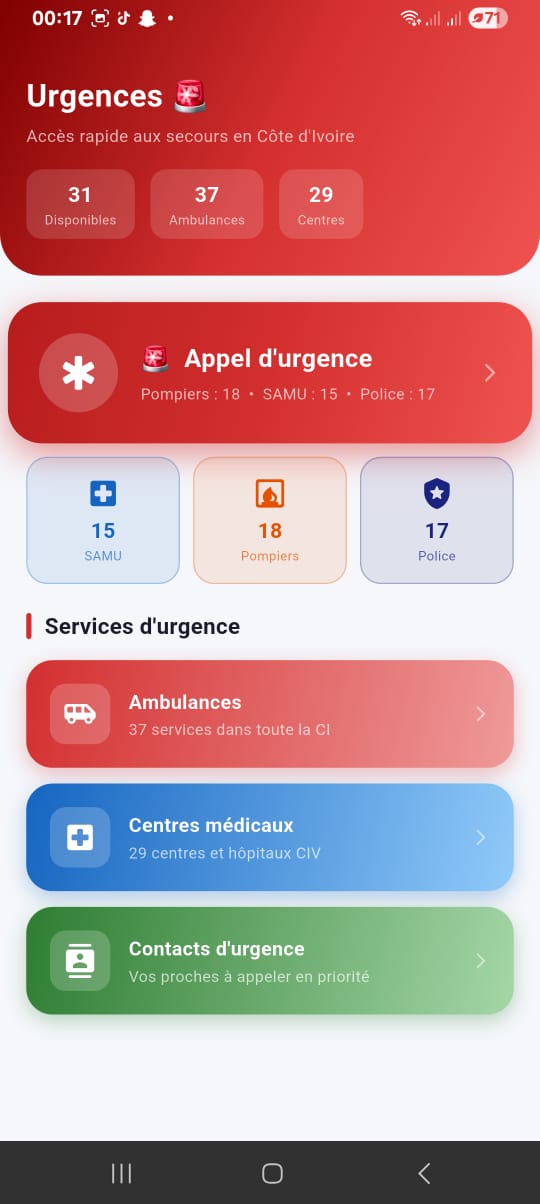 00:17
71
Urgences 🚨
Accès rapide aux secours en Côte d'Ivoire
31
Disponibles
37
Ambulances
29
Centres
🚨 Appel d'urgence
Pompiers : 18 • SAMU : 15 • Police : 17
15
SAMU
18
Pompiers
17
Police
Services d'urgence
Ambulances
37 services dans toute la CI
Centres médicaux
29 centres et hôpitaux CIV
Contacts d'urgence
Vos proches à appeler en priorité